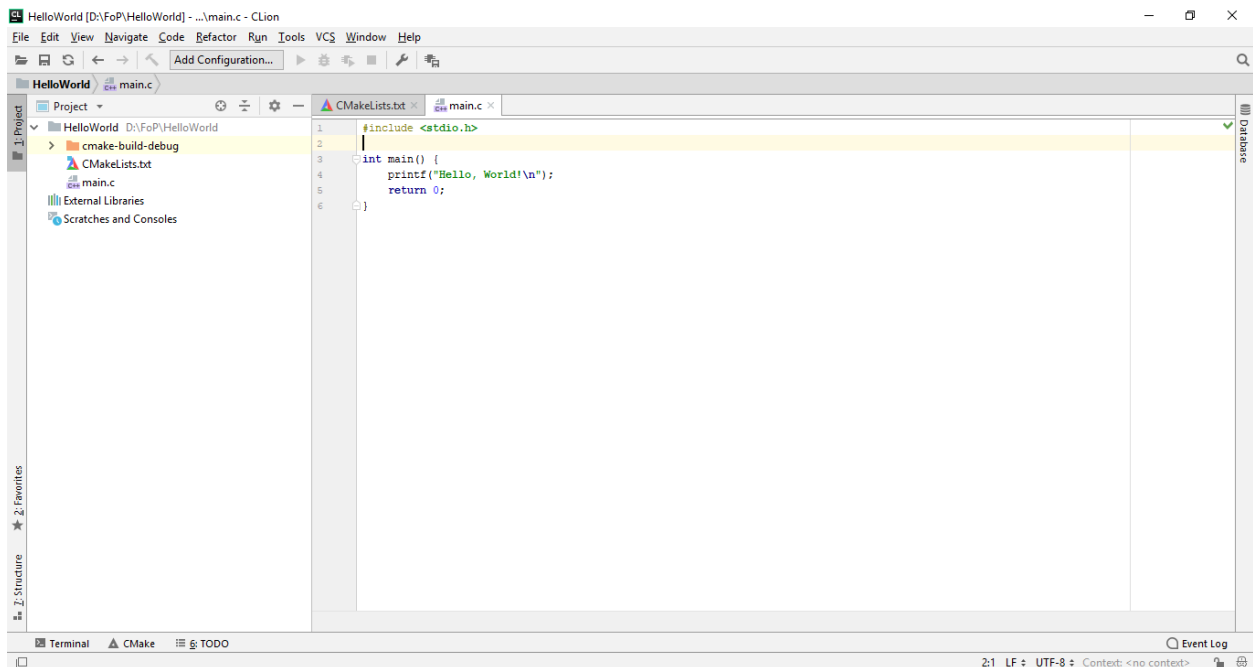 CL HelloWorld [D:\FoP\HelloWorld] - ...\main.c - CLion
File Edit View Navigate Code Refactor Run Tools VCS Window Help
Add Configuration...
HelloWorld main.c
1: Project
Project
CMakeLists.txt main.c
HelloWorld D:\FoP\HelloWorld
cmake-build-debug
CMakeLists.txt
C++ main.c
External Libraries
Scratches and Consoles
1 #include <stdio.h>
2
3 int main() {
4 printf("Hello, World!\n");
5 return 0;
6 }
Database
2: Favorites
7: Structure
Terminal CMake 6: TODO
Event Log
2:1 LF UTF-8 Context: <no context>